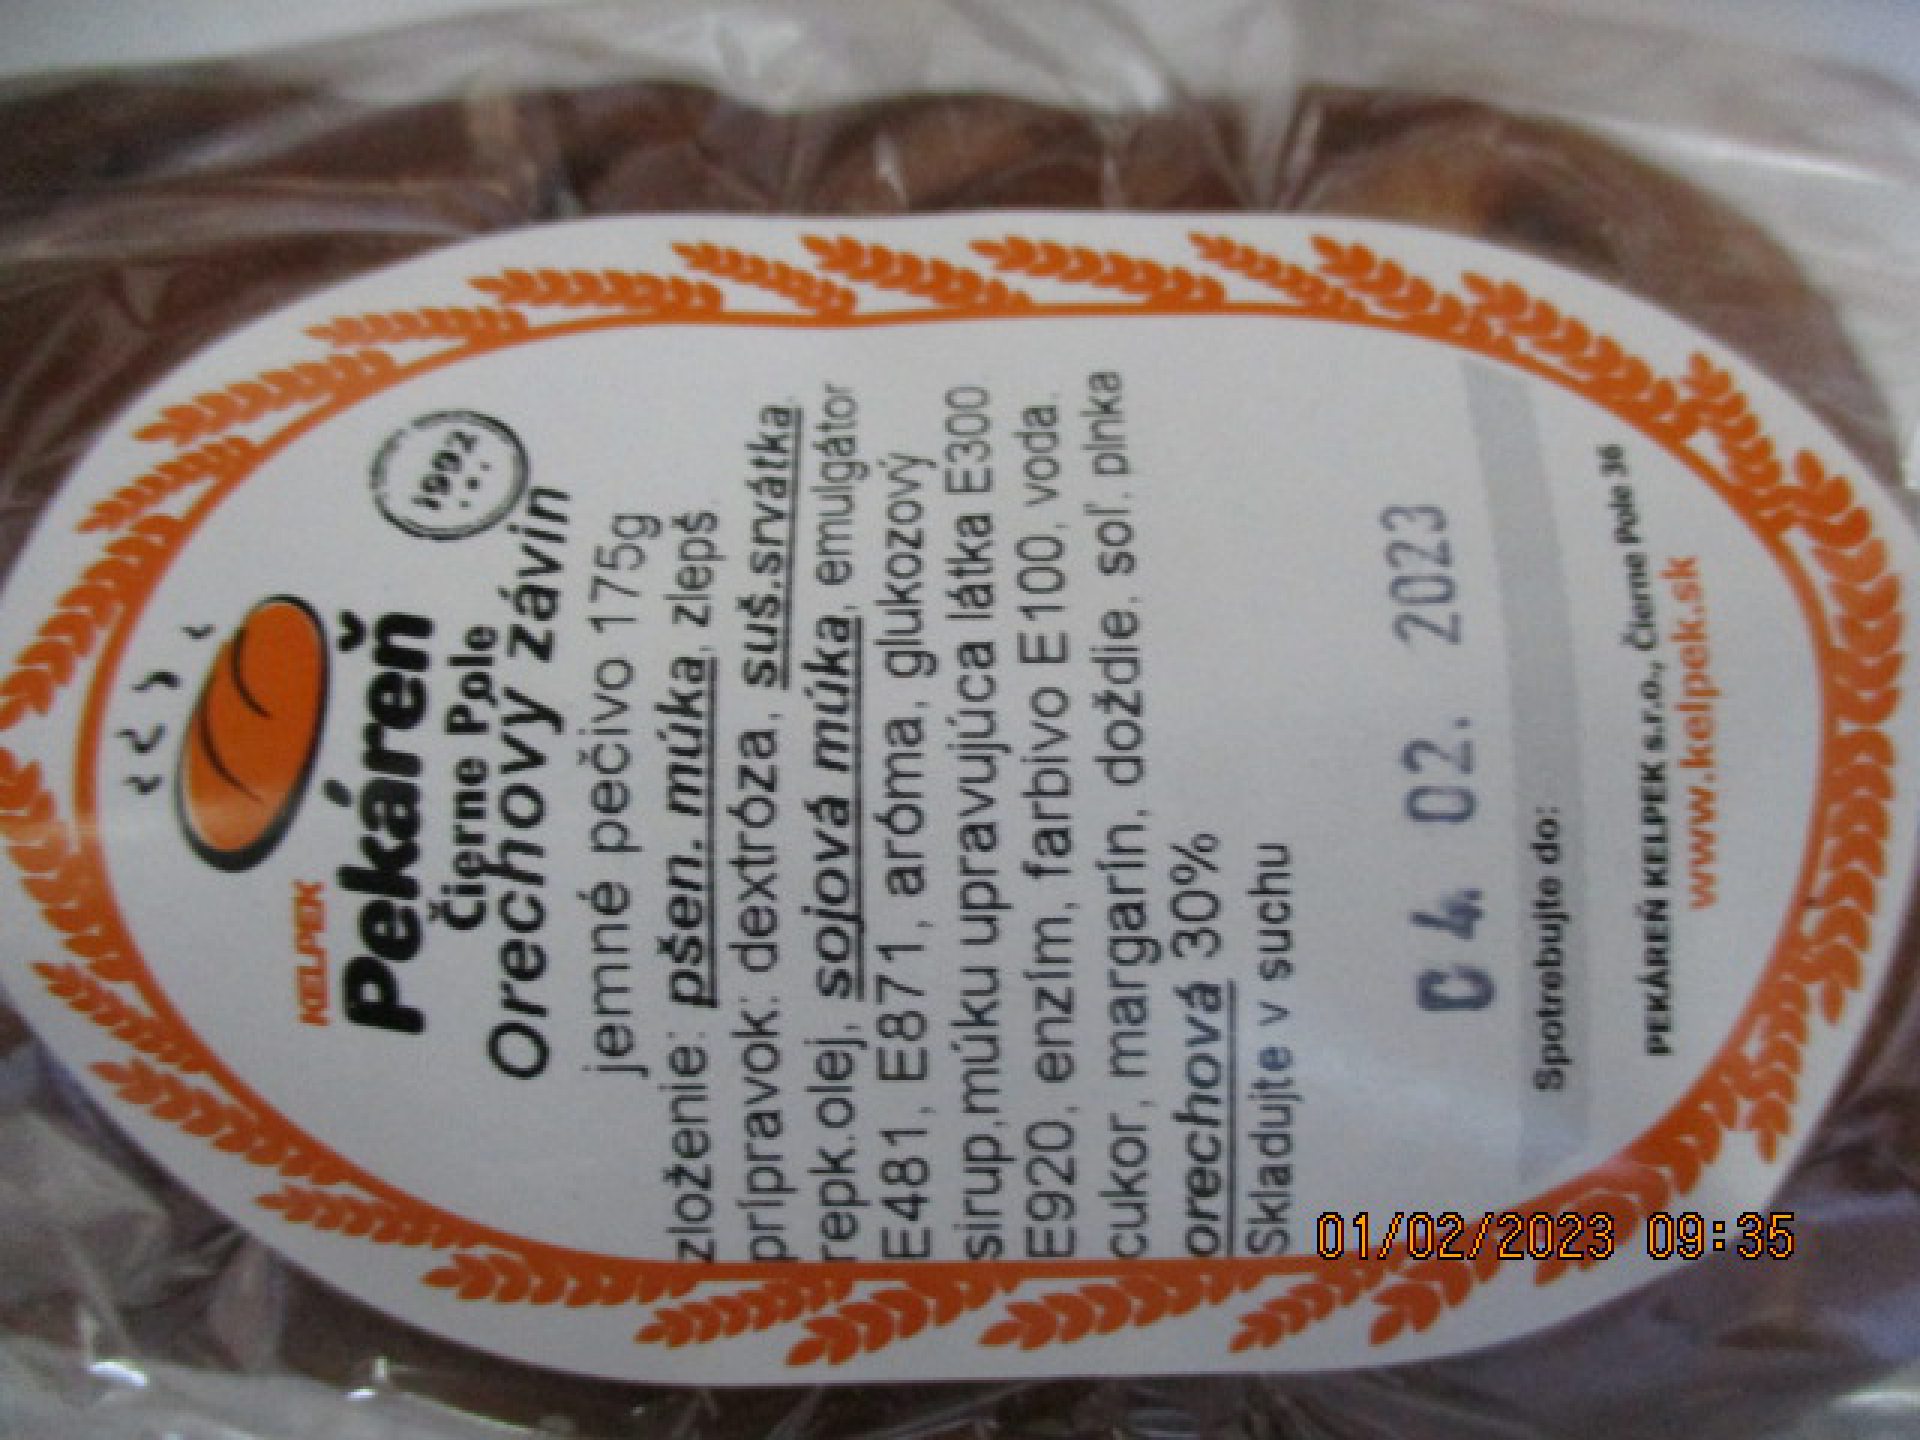 KELPEK
Pekáreň
Čierne Pole
1992
Orechový závin
jemné pečivo 175g
zloženie: pšen. múka, zlepš.
prípravok: dextróza, suš.srvátka,
repk.olej, sojová múka, emulgátor
E481, E871, aróma, glukozový
sirup,múku upravujúca látka E300
E920, enzím, farbivo E100, voda,
cukor, margarín, doždie, soľ, plnka
orechová 30%
Skladujte v suchu
04. 02. 2023
Spotrebujte do:
PEKÁREŇ KELPEK s.r.o., Čierne Pole 36
www.kelpek.sk
01/02/2023 09:35